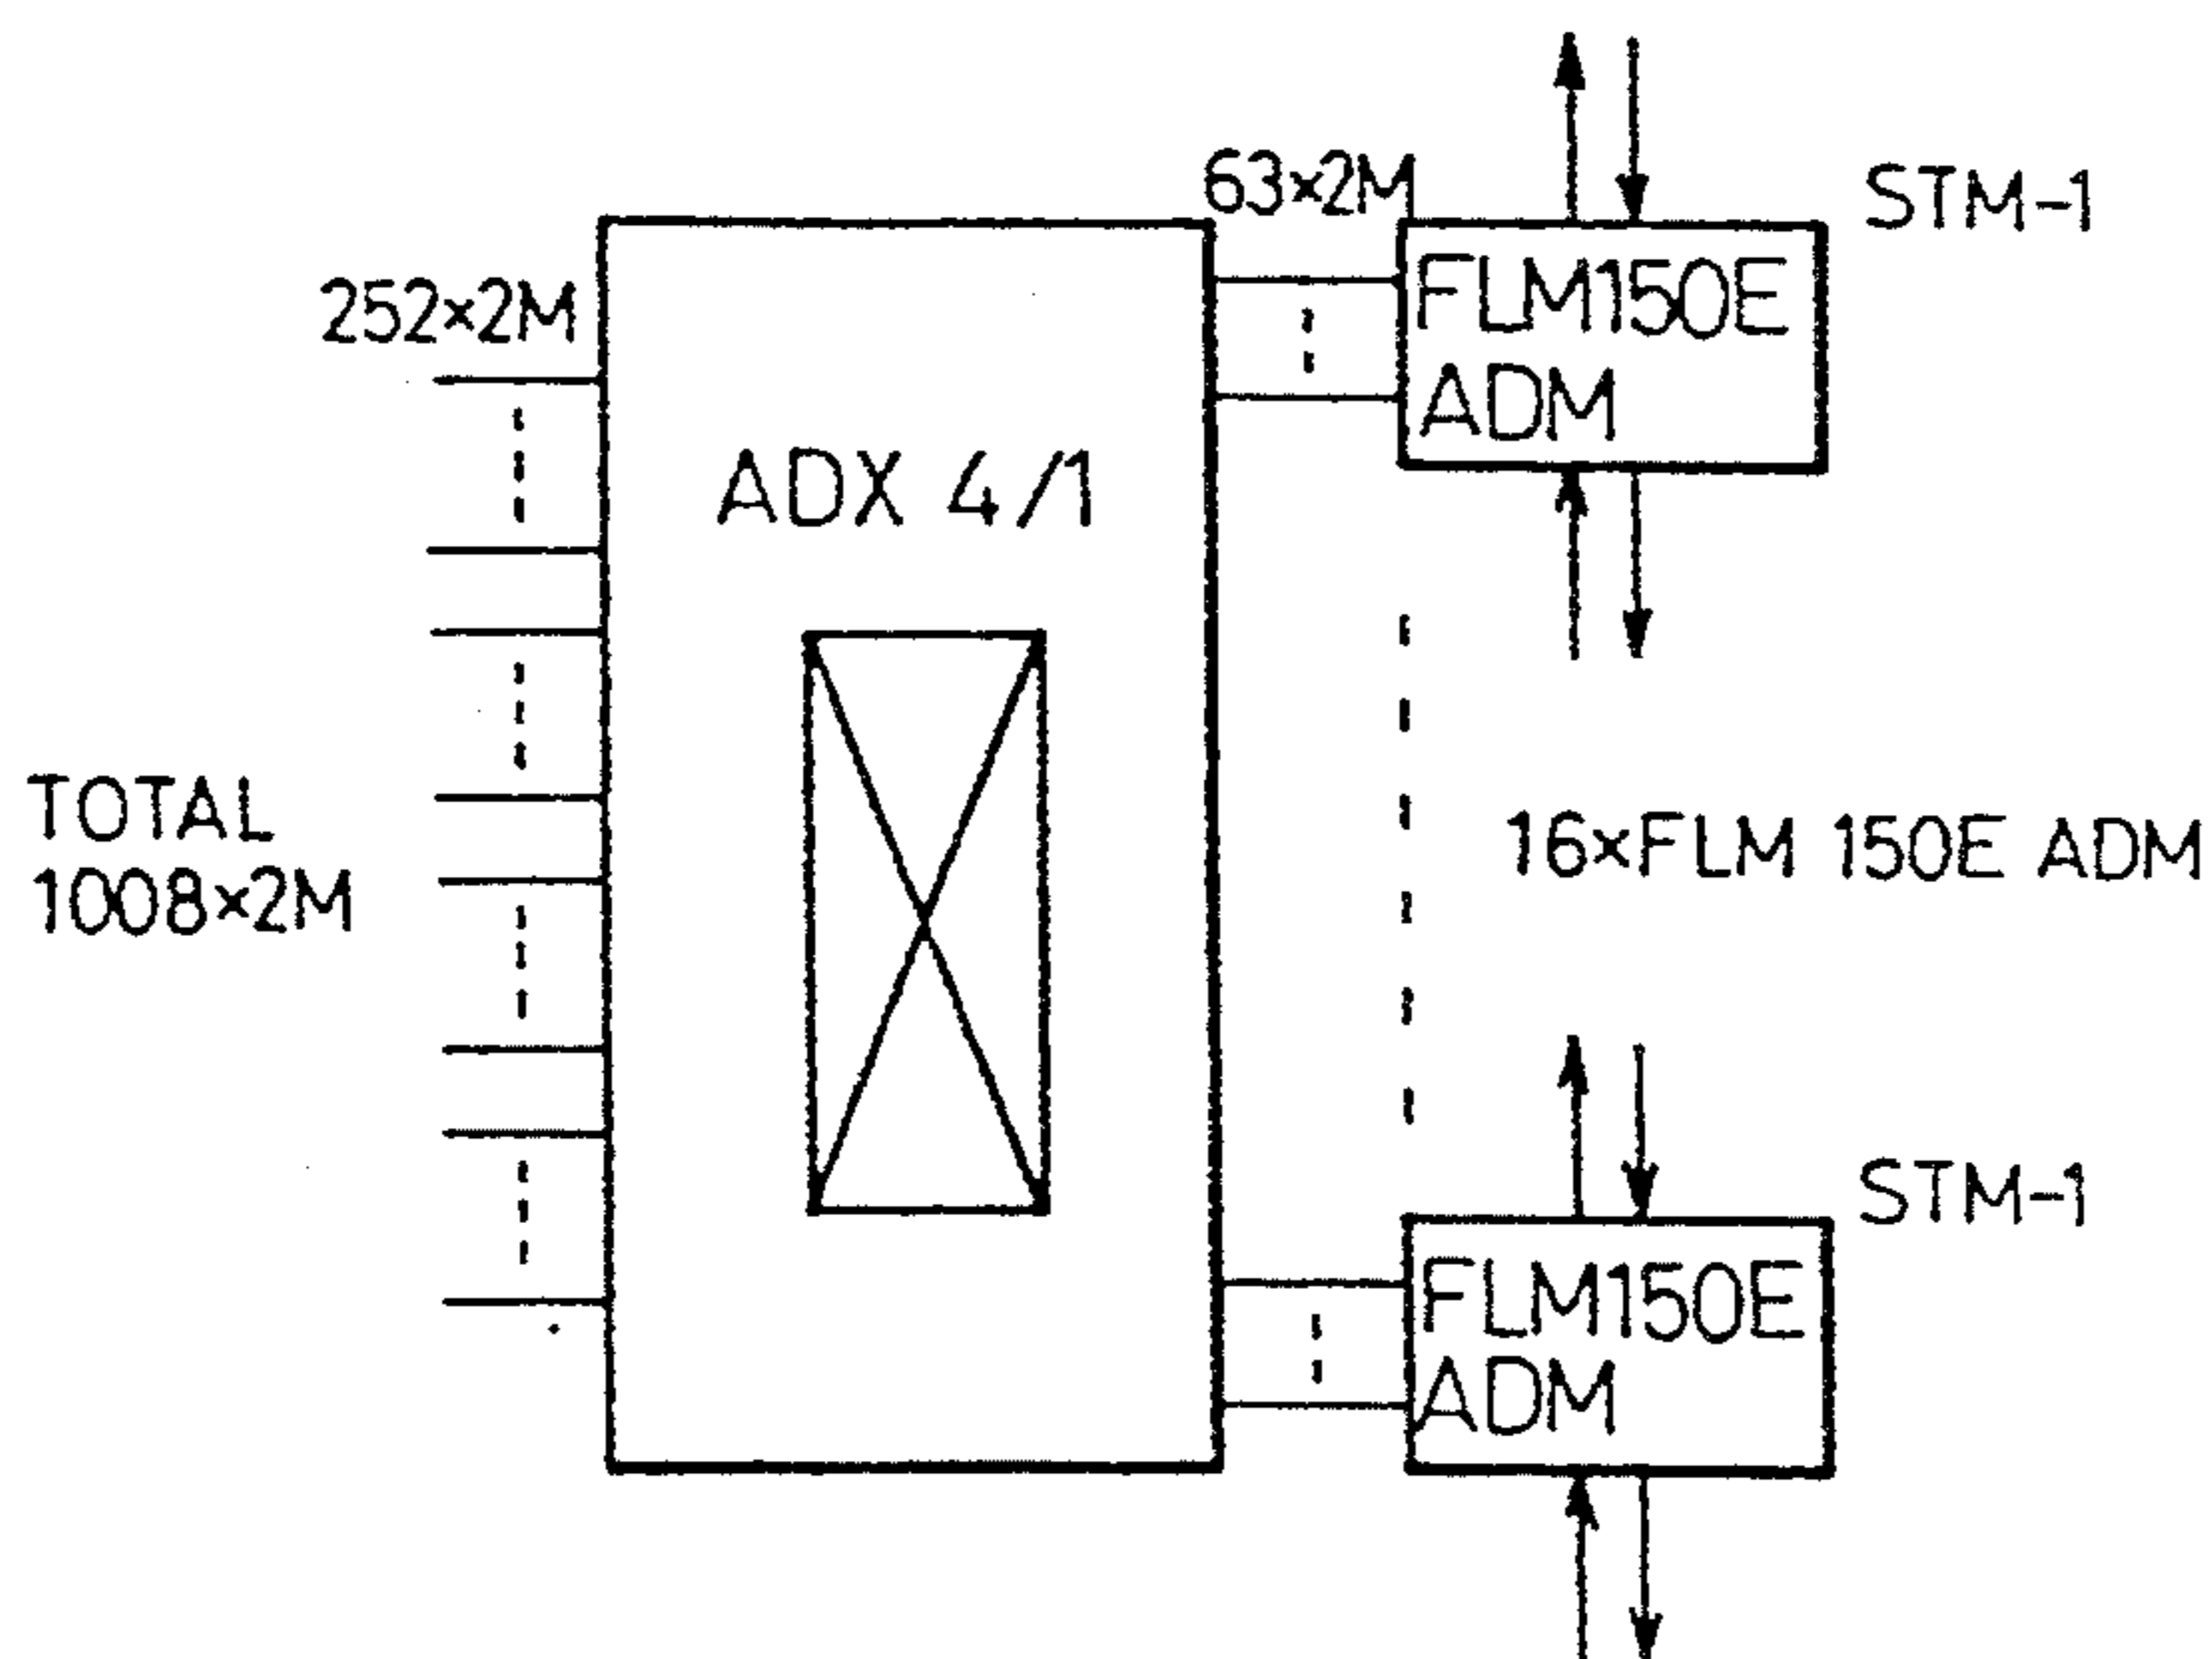 63×2M
STM-1
252×2M
FLM150E
ADM
ADX 4/1
TOTAL
1008×2M
16×FLM 150E ADM
STM-1
FLM150E
ADM